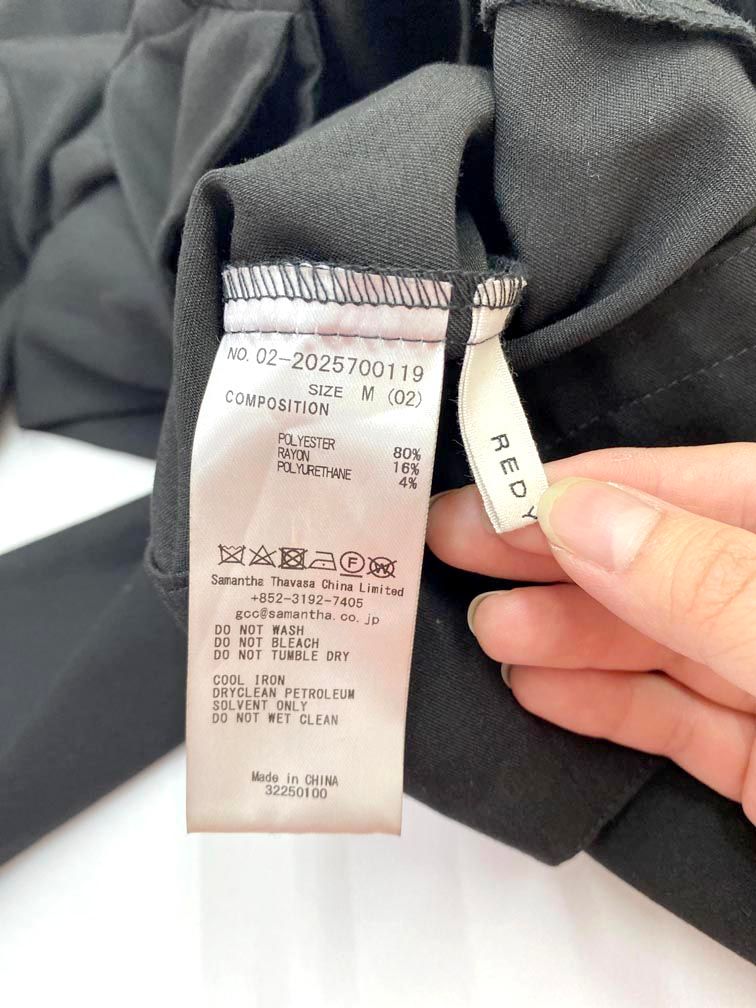 NO. 02-2025700119
SIZE M (02)
COMPOSITION
POLYESTER 80%
RAYON 16%
POLYURETHANE 4%
F W
Samantha Thavasa China Limited
+852-3192-7405
gcc@samantha.co.jp
DO NOT WASH
DO NOT BLEACH
DO NOT TUMBLE DRY
COOL IRON
DRYCLEAN PETROLEUM
SOLVENT ONLY
DO NOT WET CLEAN
Made in CHINA
32250100
REDY